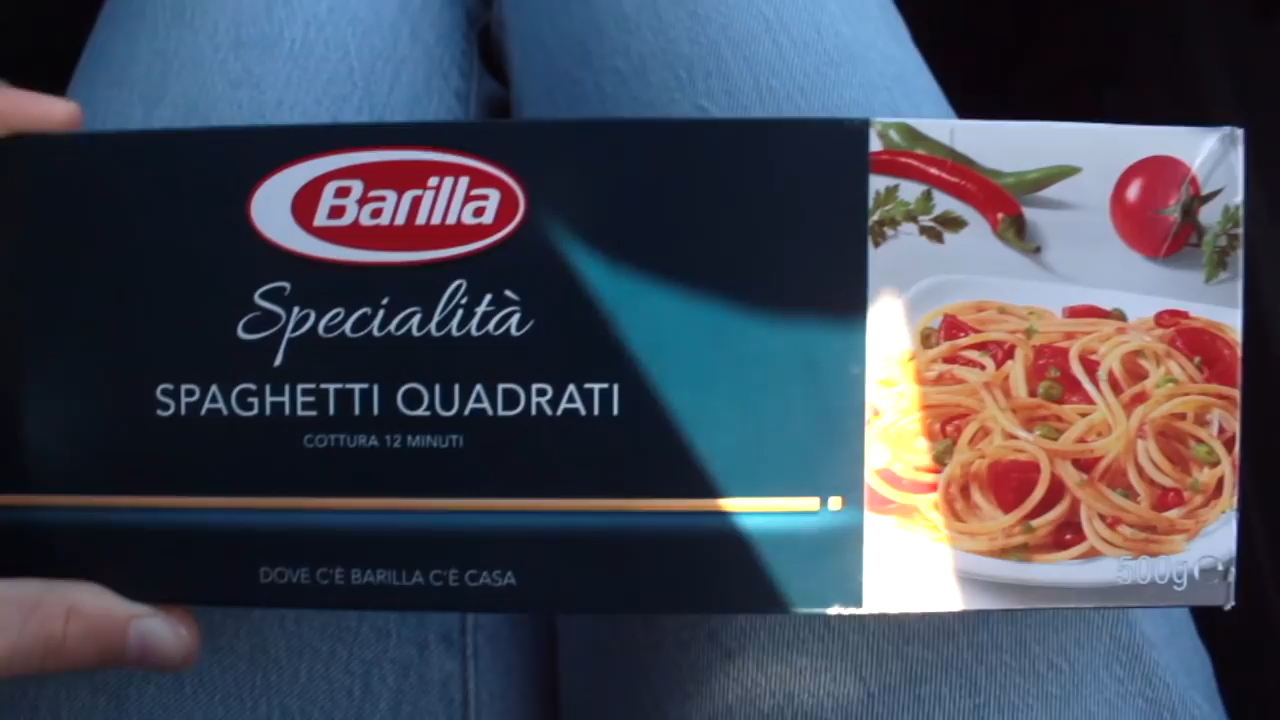 Barilla
Specialità
SPAGHETTI QUADRATI
COTTURA 12 MINUTI
DOVE C'È BARILLA C'È CASA
500g